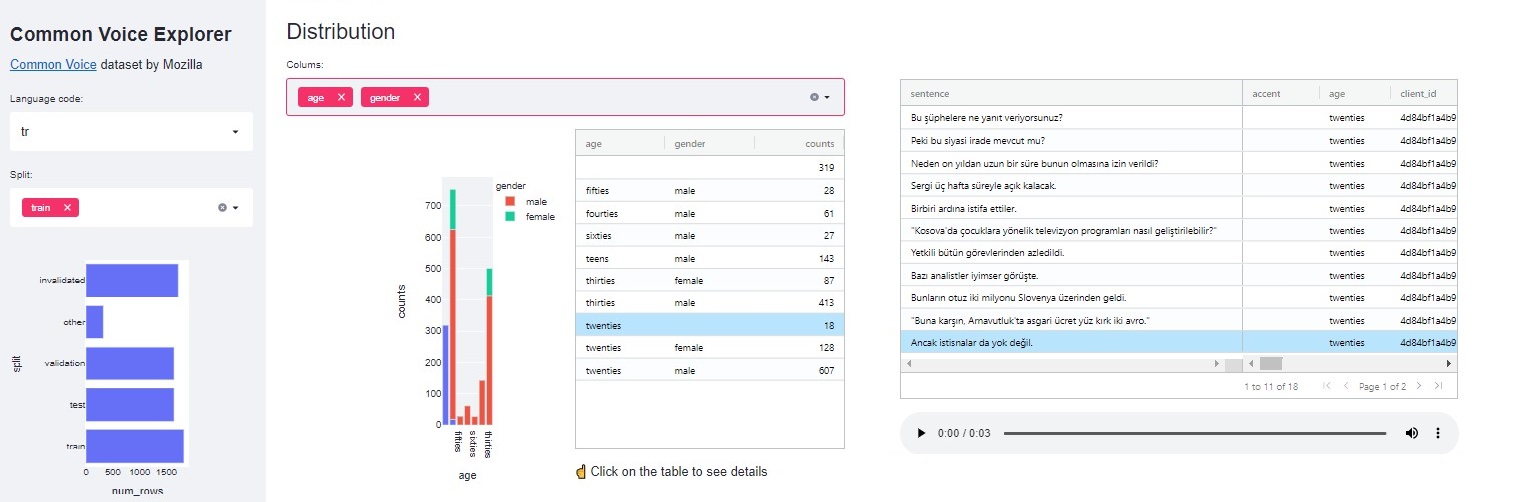 Common Voice Explorer
Common Voice dataset by Mozilla
Language code:
tr
Split:
train ×
invalidated
other
validation
test
train
split
0 500 1000 1500
num_rows
Distribution
Colums:
age × gender ×
counts
700
600
500
400
300
200
100
0
fifties
sixties
thirties
age
gender
male
female
age gender counts
319
fifties male 28
fourties male 61
sixties male 27
teens male 143
thirties female 87
thirties male 413
twenties 18
twenties female 128
twenties male 607
☝Click on the table to see details
sentence accent age client_id
Bu şüphelere ne yanıt veriyorsunuz? twenties 4d84bf1a4b9
Peki bu siyasi irade mevcut mu? twenties 4d84bf1a4b9
Neden on yıldan uzun bir süre bunun olmasına izin verildi? twenties 4d84bf1a4b9
Sergi üç hafta süreyle açık kalacak. twenties 4d84bf1a4b9
Birbiri ardına istifa ettiler. twenties 4d84bf1a4b9
"Kosova'da çocuklara yönelik televizyon programları nasıl geliştirilebilir?" twenties 4d84bf1a4b9
Yetkili bütün görevlerinden azledildi. twenties 4d84bf1a4b9
Bazı analistler iyimser görüşte. twenties 4d84bf1a4b9
Bunların otuz iki milyonu Slovenya üzerinden geldi. twenties 4d84bf1a4b9
"Buna karşın, Arnavutluk'ta asgari ücret yüz kırk iki avro." twenties 4d84bf1a4b9
Ancak istisnalar da yok değil. twenties 4d84bf1a4b9
1 to 11 of 18 Page 1 of 2
0:00 / 0:03